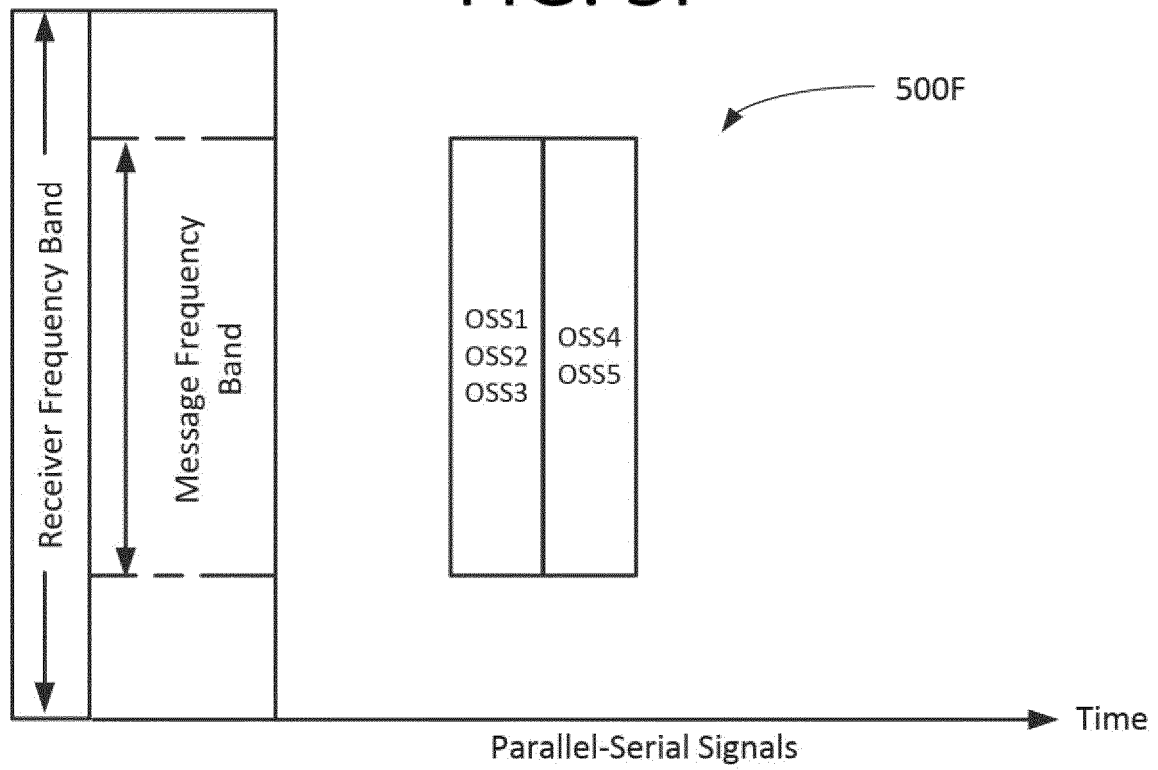 500F
Receiver Frequency Band
Message Frequency
Band
OSS1
OSS2
OSS3
OSS4
OSS5
Time
Parallel-Serial Signals